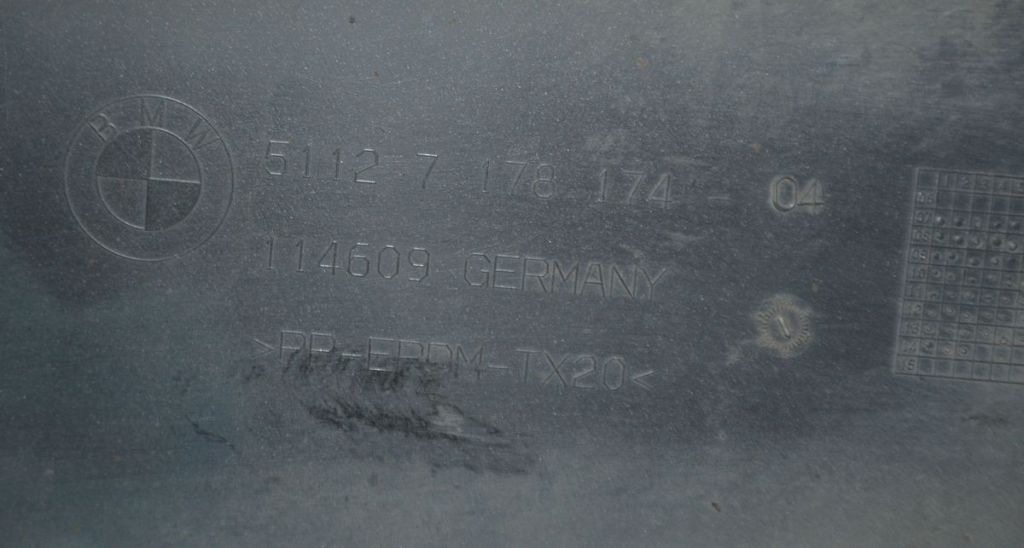 BMW
5112 7 178 174 - 04
114609 GERMANY
>PP-EPDM-TX20<